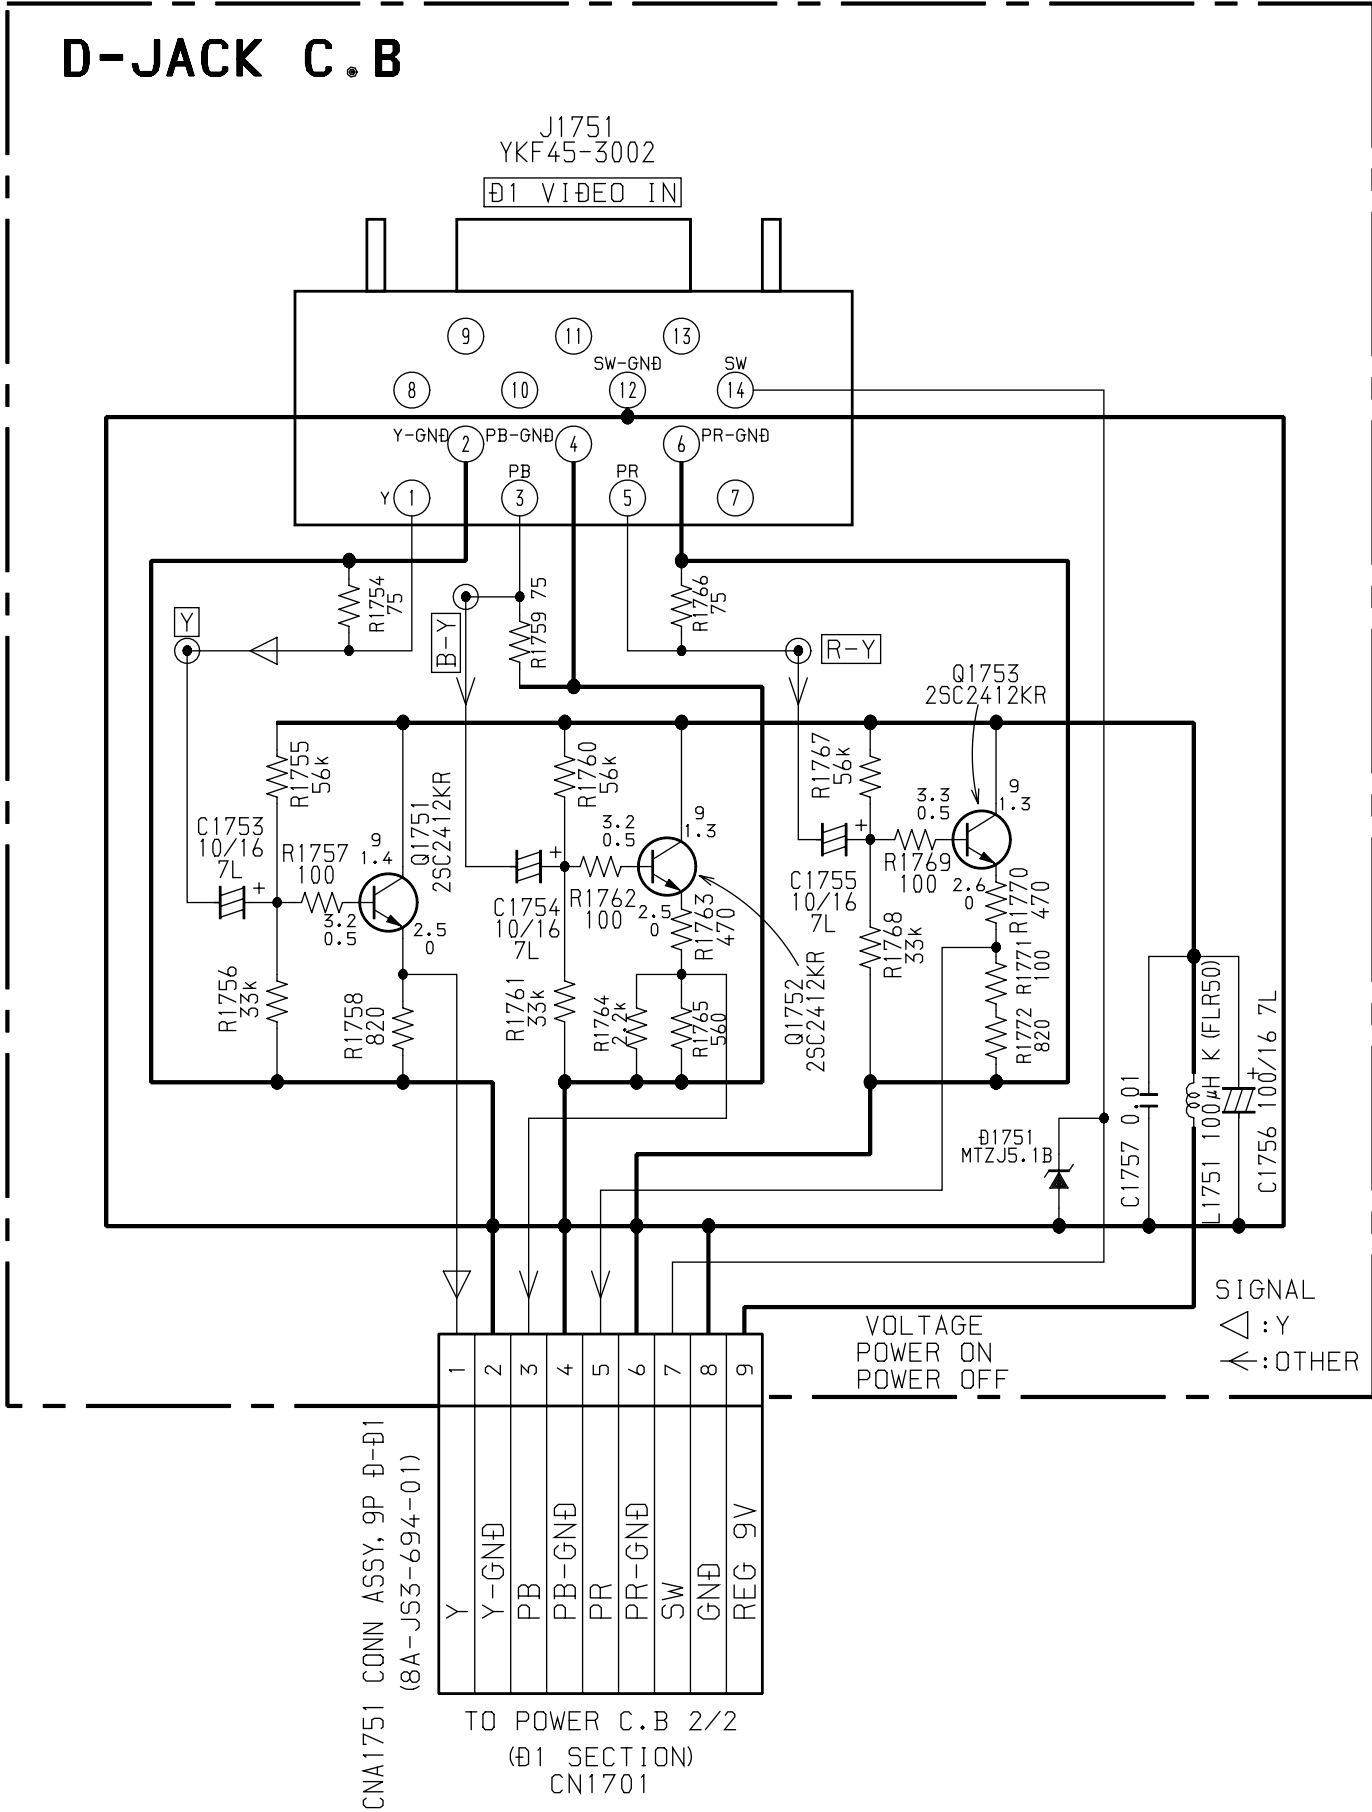 D-JACK C.B
J1751
YKF45-3002
D1 VIDEO IN
9
11
13
SW-GND
SW
8
10
12
14
Y-GND
2
PB-GND
4
6
PR-GND
PB
PR
Y
1
3
5
7
R1754
75
75
R1759
R1766
75
Y
B-Y
R-Y
Q1753
2SC2412KR
R1755
56k
R1760
56k
R1767
56k
Q1751
2SC2412KR
C1753
10/16
7L
+
R1757
100
9
1.4
3.2
0.5
2.5
0
3.2
0.5
9
1.3
+
C1754
10/16
7L
R1762
100
2.5
0
R1763
470
3.3
0.5
9
1.3
+
C1755
10/16
7L
R1769
100
2.6
0
R1770
470
R1768
33k
R1771
100
R1772
820
R1756
33k
R1758
820
R1761
33k
R1764
2.2k
R1765
560
Q1752
2SC2412KR
D1751
MTZJ5.1B
C1757 0.01
L1751 100μH K (FLR50)
+
C1756 100/16 7L
VOLTAGE
POWER ON
POWER OFF
SIGNAL
:Y
:OTHER
1
2
3
4
5
6
7
8
9
Y
Y-GND
PB
PB-GND
PR
PR-GND
SW
GND
REG 9V
CNA1751 CONN ASSY, 9P D-D1
(8A-JS3-694-01)
TO POWER C.B 2/2
(D1 SECTION)
CN1701